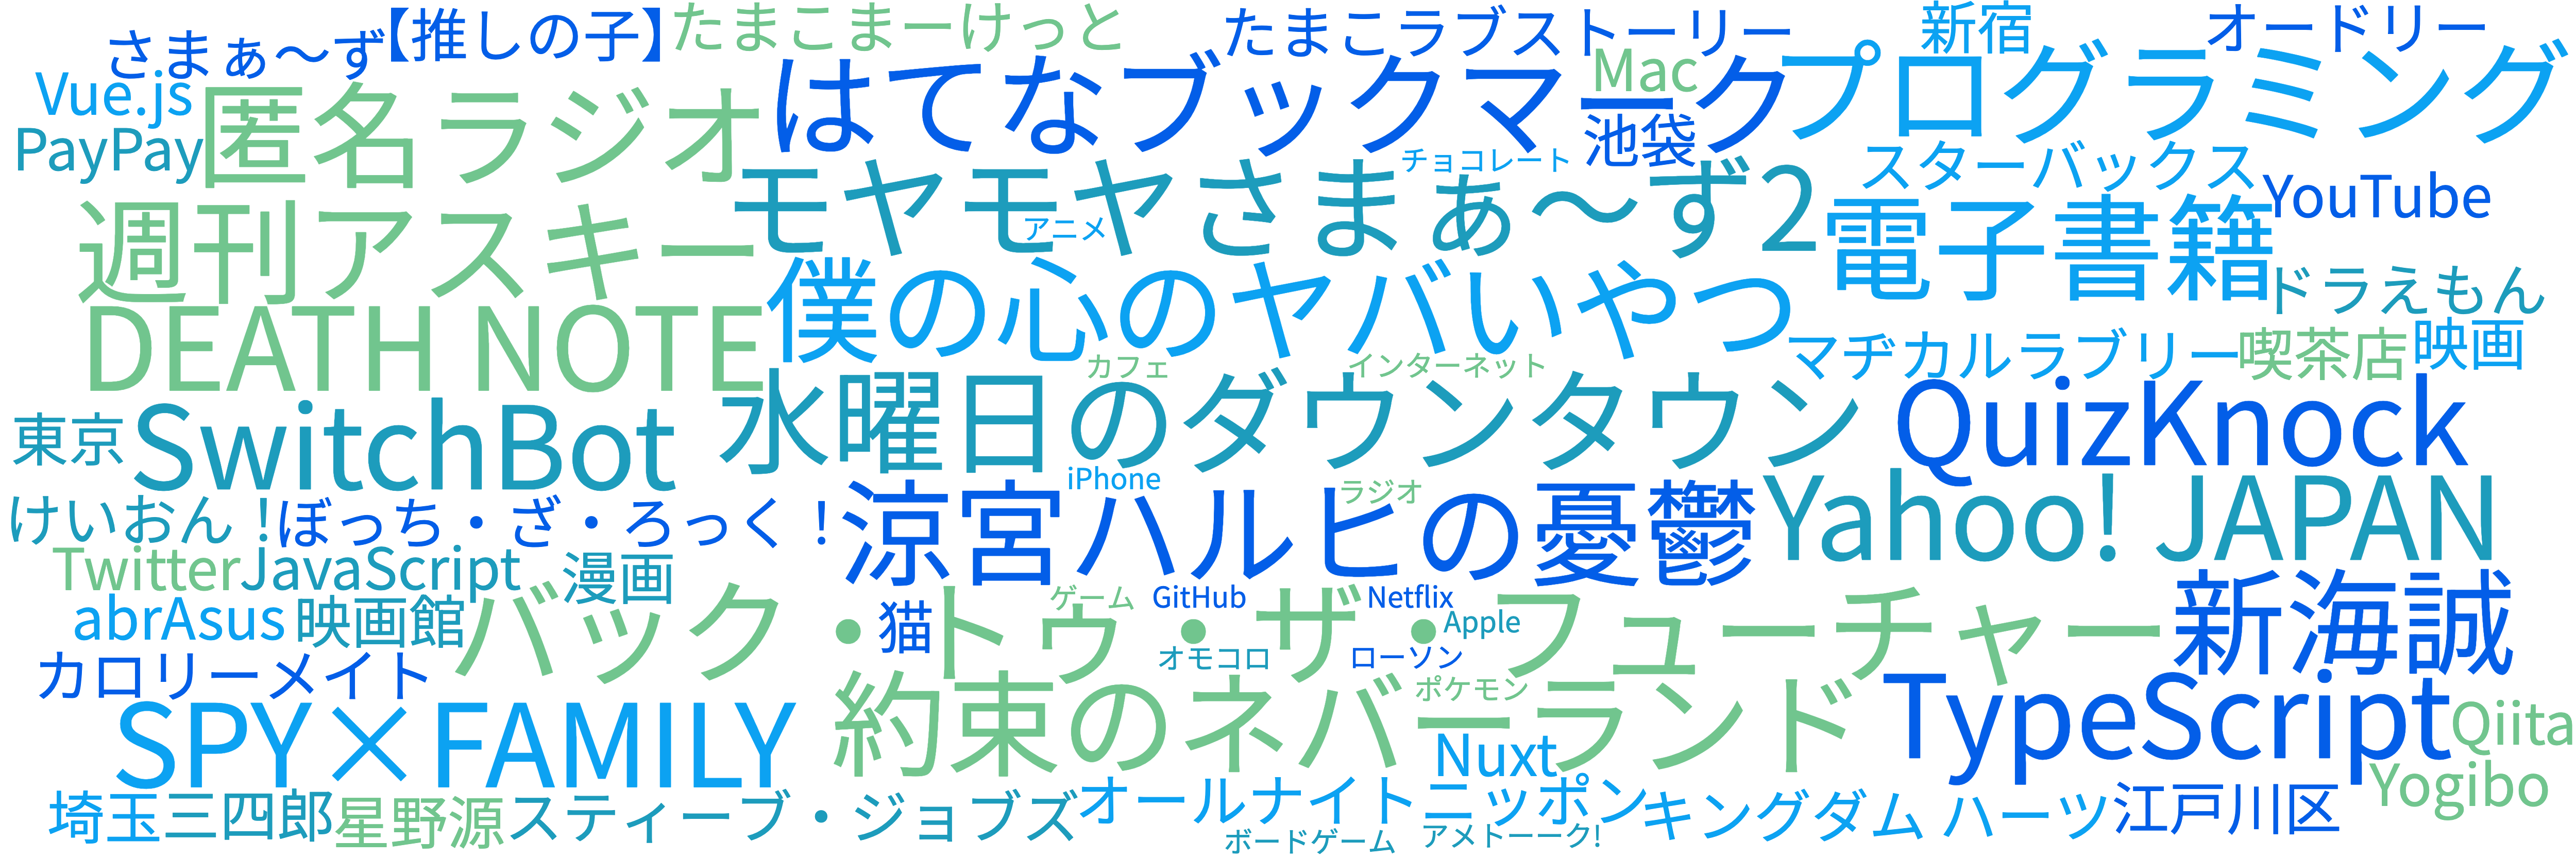 さまぁ～ず
【推しの子】
たまこまーけっと
たまこラブストーリー
新宿
オードリー
Vue.js
Mac
はてなブックマーク
プログラミング
PayPay
匿名ラジオ
池袋
チョコレート
スターバックス
YouTube
モヤモヤさまぁ～ず2
アニメ
週刊アスキー
電子書籍
ドラえもん
僕の心のヤバいやつ
DEATH NOTE
カフェ
インターネット
マヂカルラブリー
喫茶店
映画
東京
SwitchBot
水曜日のダウンタウン
QuizKnock
iPhone
ラジオ
けいおん！
ぼっち・ざ・ろっく！
涼宮ハルヒの憂鬱
Yahoo! JAPAN
Twitter
JavaScript
漫画
abrAsus
映画館
バック・トゥ・ザ・フューチャー
猫
ゲーム
GitHub
Netflix
Apple
新海誠
カロリーメイト
オモコロ
ローソン
SPY×FAMILY
約束のネバーランド
ポケモン
TypeScript
Qiita
Nuxt
Yogibo
埼玉
三四郎
星野源
スティーブ・ジョブズ
オールナイトニッポン
キングダム ハーツ
江戸川区
ボードゲーム
アメトーーク!